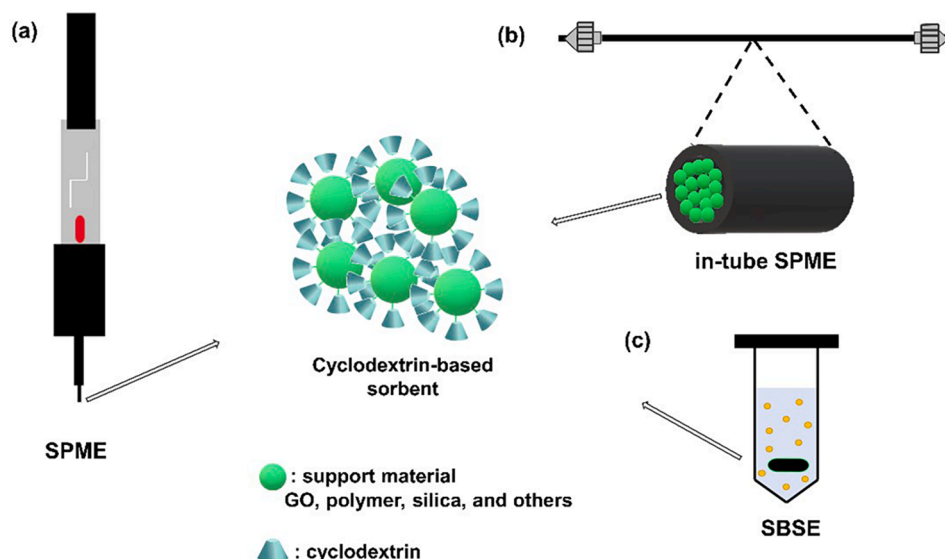 (a)
(b)
in-tube SPME
Cyclodextrin-based
sorbent
(c)
SPME
SBSE
: support material
GO, polymer, silica, and others
: cyclodextrin